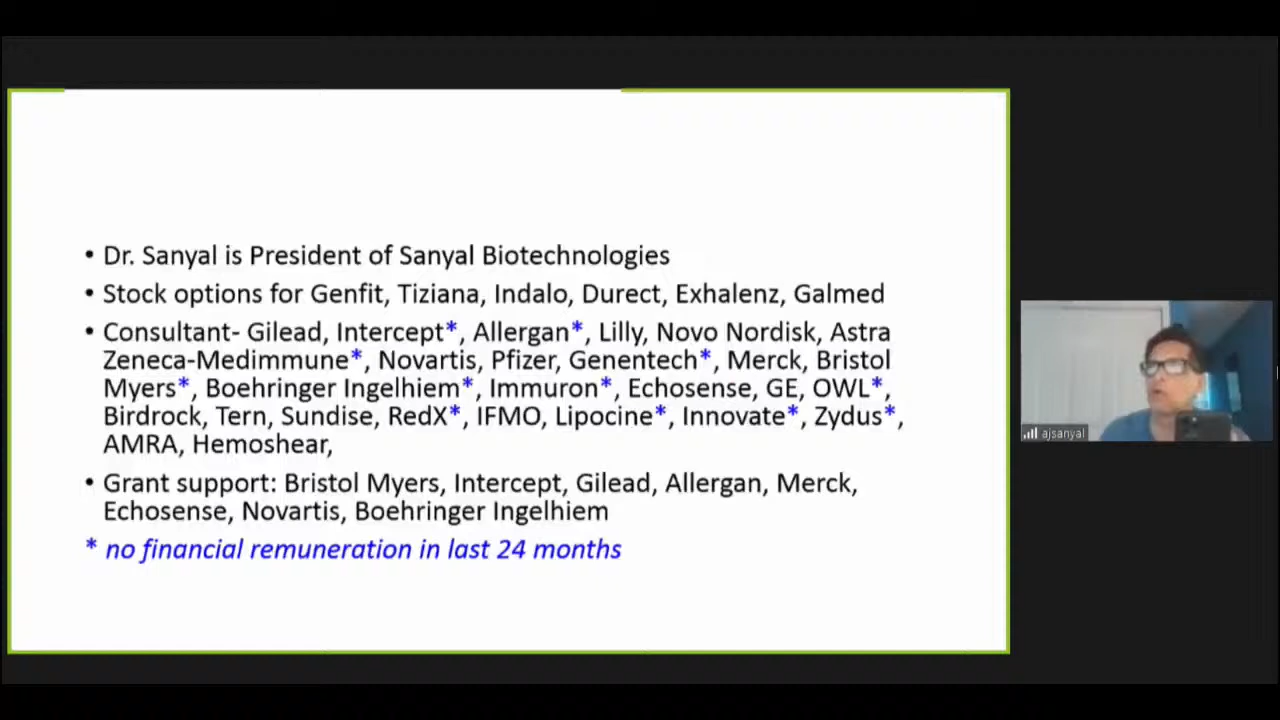 • Dr. Sanyal is President of Sanyal Biotechnologies
• Stock options for Genfit, Tiziana, Indalo, Durect, Exhalenz, Galmed
• Consultant- Gilead, Intercept*, Allergan*, Lilly, Novo Nordisk, Astra
Zeneca-Medimmune*, Novartis, Pfizer, Genentech*, Merck, Bristol
Myers*, Boehringer Ingelhiem*, Immuron*, Echosense, GE, OWL*,
Birdrock, Tern, Sundise, RedX*, IFMO, Lipocine*, Innovate*, Zydus*,
AMRA, Hemoshear,
• Grant support: Bristol Myers, Intercept, Gilead, Allergan, Merck,
Echosense, Novartis, Boehringer Ingelhiem
* no financial remuneration in last 24 months
ajsanyal